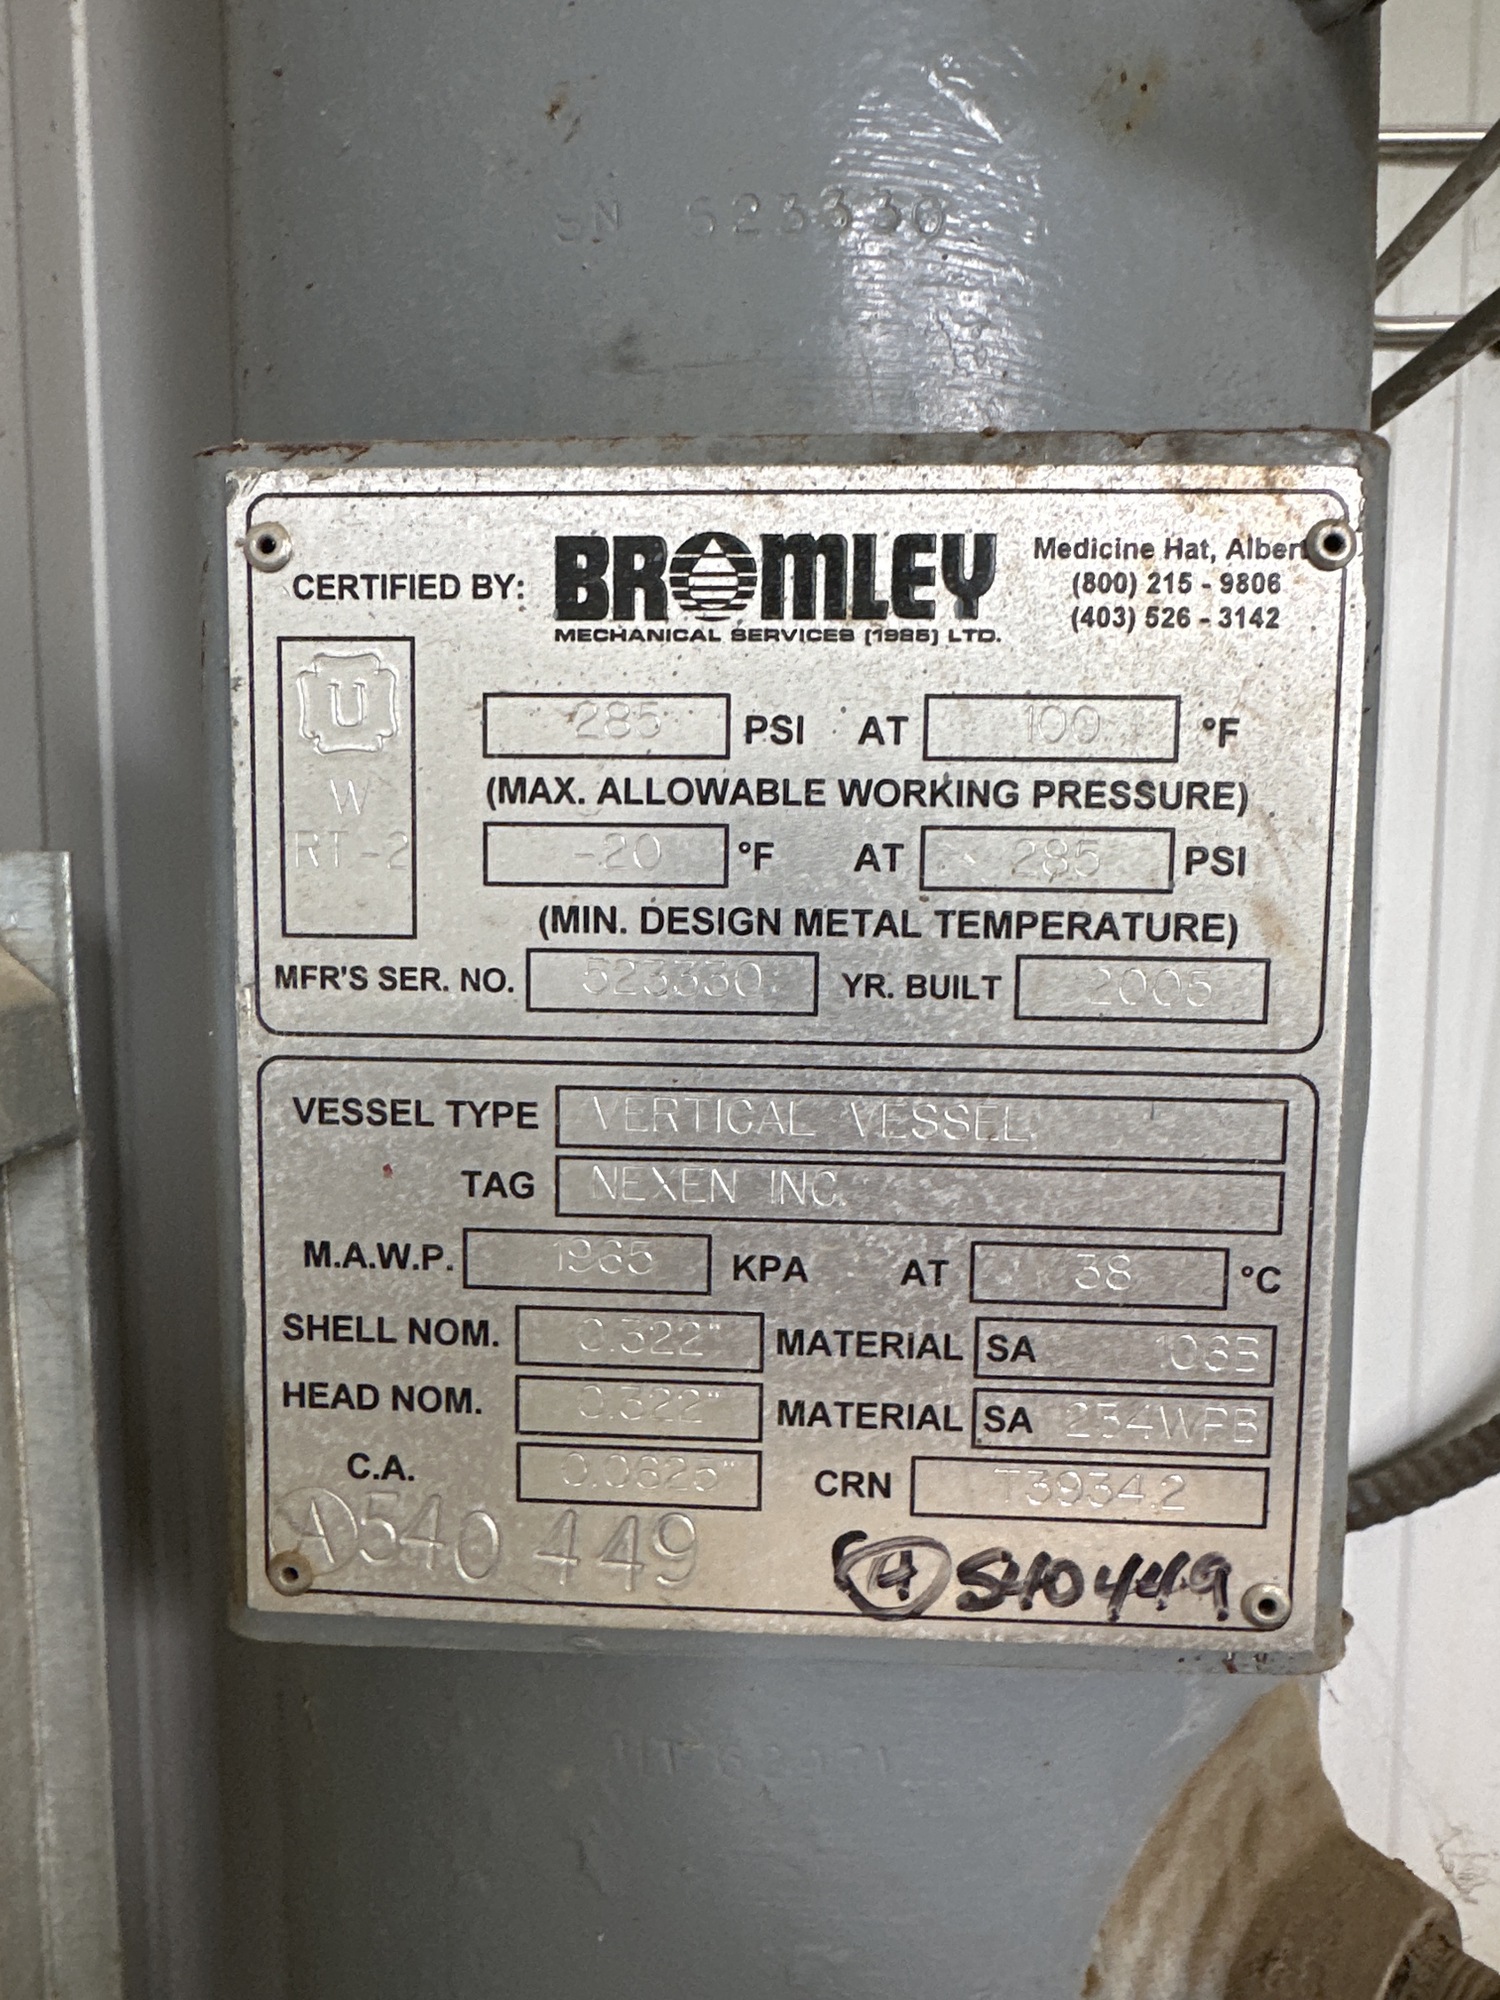 SN 523330
CERTIFIED BY: BROMLEY
MECHANICAL SERVICES (1985) LTD.
Medicine Hat, Albert
(800) 215 - 9806
(403) 526 - 3142
U
W
RT-2
285 PSI AT 100 °F
(MAX. ALLOWABLE WORKING PRESSURE)
-20 °F AT 285 PSI
(MIN. DESIGN METAL TEMPERATURE)
MFR'S SER. NO. 523330 YR. BUILT 2005
VESSEL TYPE VERTICAL VESSEL
TAG NEXEN INC.
M.A.W.P. 1965 KPA AT 38 °C
SHELL NOM. 0.322" MATERIAL SA 106B
HEAD NOM. 0.322" MATERIAL SA 234WPB
C.A. 0.0625" CRN T3934.2
A 540 449
A 540449